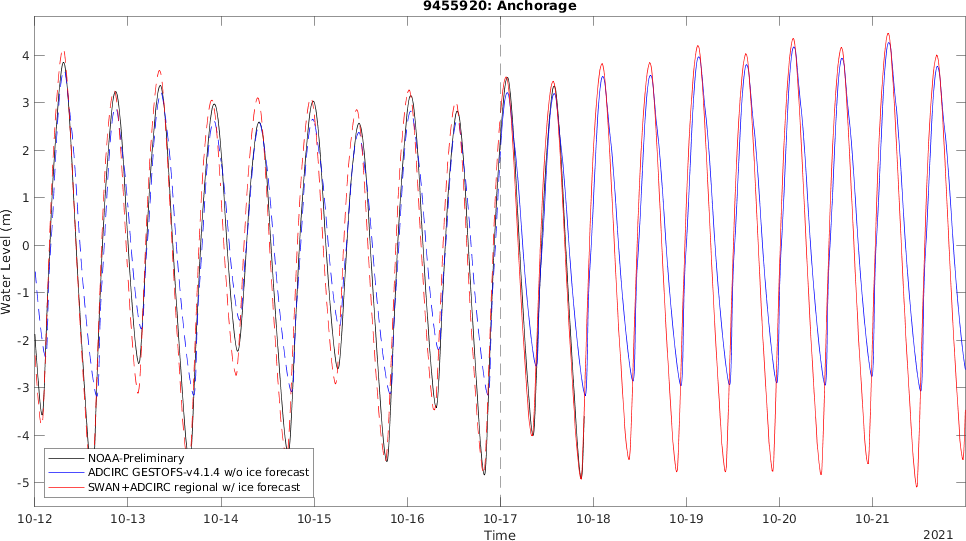 9455920: Anchorage
4
3
2
1
0
-1
-2
-3
-4
-5
Water Level (m)
NOAA-Preliminary
ADCIRC GESTOFS-v4.1.4 w/o ice forecast
SWAN+ADCIRC regional w/ ice forecast
10-12 10-13 10-14 10-15 10-16 10-17 10-18 10-19 10-20 10-21
Time
2021